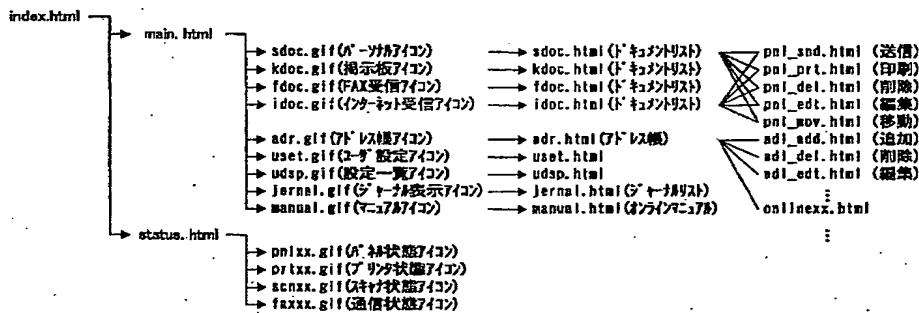 index.html
main.html
sdoc.gif(パーソナルアイコン) sdoc.html(ドキュメントリスト) pnl_snd.html (送信)
kdoc.gif(掲示板アイコン) kdoc.html(ドキュメントリスト) pnl_prt.html (印刷)
fdoc.gif(FAX受信アイコン) fdoc.html(ドキュメントリスト) pnl_del.html (削除)
idoc.gif(インターネット受信アイコン) idoc.html(ドキュメントリスト) pnl_edt.html (編集)
pnl_mov.html (移動)
adr.gif(アドレス帳アイコン) adr.html(アドレス帳) adl_add.html (追加)
uset.gif(ユーザ設定アイコン) uset.html adl_del.html (削除)
udsp.gif(設定一覧アイコン) udsp.html adl_edt.html (編集)
jernal.gif(ジャーナル表示アイコン) jernal.html(ジャーナルリスト)
manual.gif(マニュアルアイコン) manual.html(オンラインマニュアル) onlinexx.html
status.html
pnlxx.gif(パネル状態アイコン)
prtxx.gif(プリンタ状態アイコン)
scnxx.gif(スキャナ状態アイコン)
faxxx.gif(通信状態アイコン)